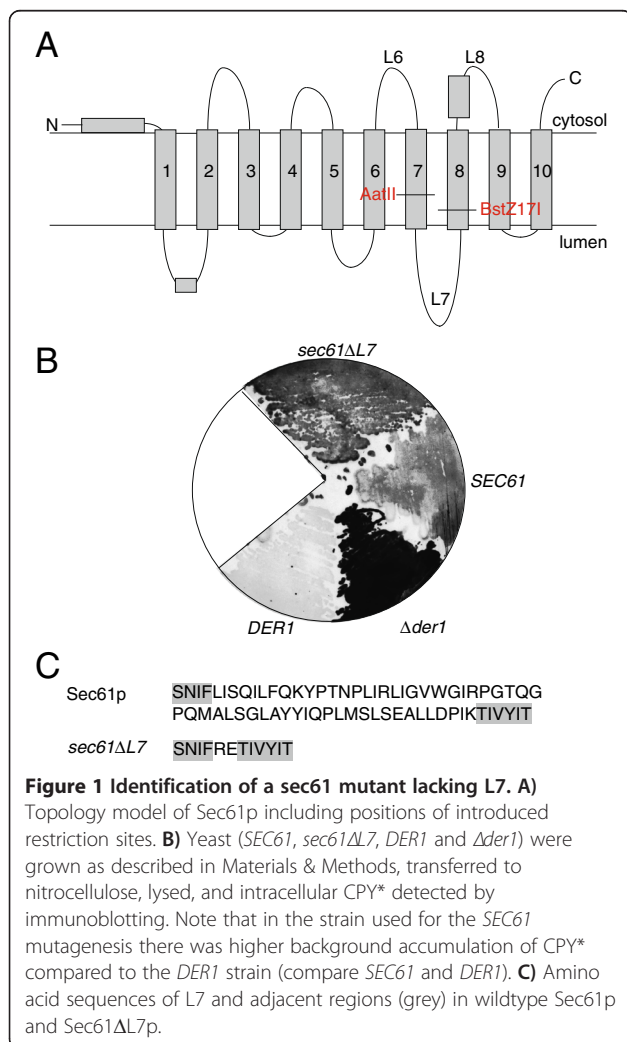 A
L6
L8
C
N
cytosol
1
2
3
4
5
6
7
8
9
10
AatII
BstZ17I
lumen
L7
B
sec61ΔL7
SEC61
DER1
Δder1
C
Sec61p
SNIFLISQILFQKYPTNPLIRLIGVWGIRPGTQG
PQMALSGLAYYIQPLMSLSEALLDPIKTIVYIT
sec61ΔL7
SNIFRETIVYIT
Figure 1 Identification of a sec61 mutant lacking L7. A)
Topology model of Sec61p including positions of introduced
restriction sites. B) Yeast (SEC61, sec61ΔL7, DER1 and Δder1) were
grown as described in Materials & Methods, transferred to
nitrocellulose, lysed, and intracellular CPY* detected by
immunoblotting. Note that in the strain used for the SEC61
mutagenesis there was higher background accumulation of CPY*
compared to the DER1 strain (compare SEC61 and DER1). C) Amino
acid sequences of L7 and adjacent regions (grey) in wildtype Sec61p
and Sec61ΔL7p.